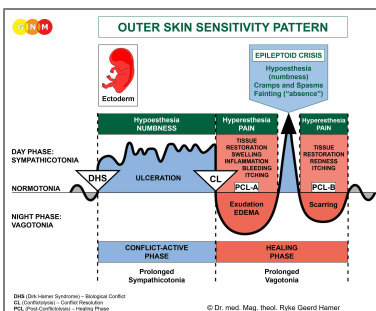 GNM
OUTER SKIN SENSITIVITY PATTERN
EPILEPTOID CRISIS
Hypoesthesia
(numbness)
Cramps and Spasms
Fainting ("absence")
Ectoderm
Hypoesthesia
NUMBNESS
Hyperesthesia
PAIN
Hyperesthesia
PAIN
DAY PHASE:
SYMPATHICOTONIA
TISSUE
RESTORATION
SWELLING
INFLAMMATION
BLEEDING
ITCHING
TISSUE
RESTORATION
REDNESS
ITCHING
DHS
ULCERATION
CL
PCL-A
PCL-B
NORMOTONIA
NIGHT PHASE:
VAGOTONIA
Exudation
EDEMA
Scarring
CONFLICT-ACTIVE
PHASE
HEALING
PHASE
Prolonged
Sympathicotonia
Prolonged
Vagotonia
DHS (Dirk Hamer Syndrome) – Biological Conflict
CL (Conflictolysis) – Conflict Resolution
PCL (Post-Conflictolysis) – Healing Phase
© Dr. med. Mag. theol. Ryke Geerd Hamer